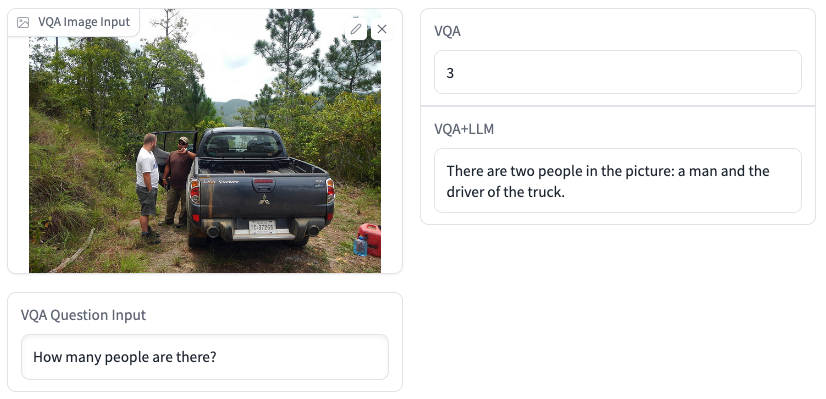 VQA Image Input
VQA Question Input
How many people are there?
VQA
3
VQA+LLM
There are two people in the picture: a man and the
driver of the truck.